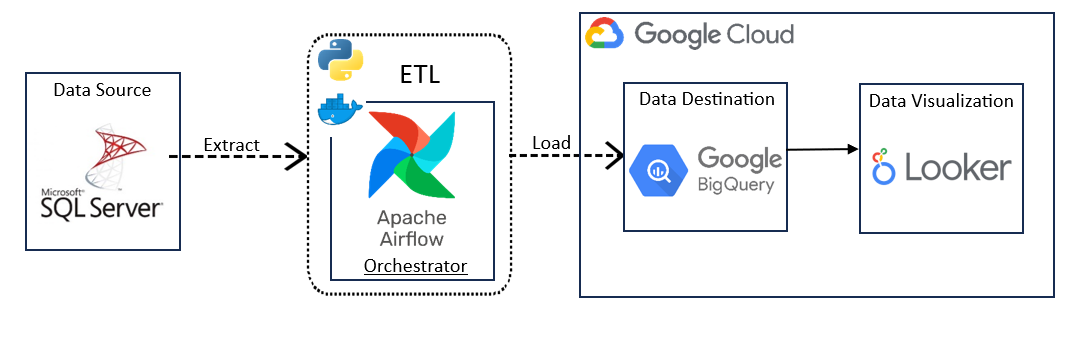 Data Source
Microsoft®
SQL Server
Extract
ETL
Apache
Airflow
Orchestrator
Load
Google Cloud
Data Destination
Google
BigQuery
Data Visualization
Looker